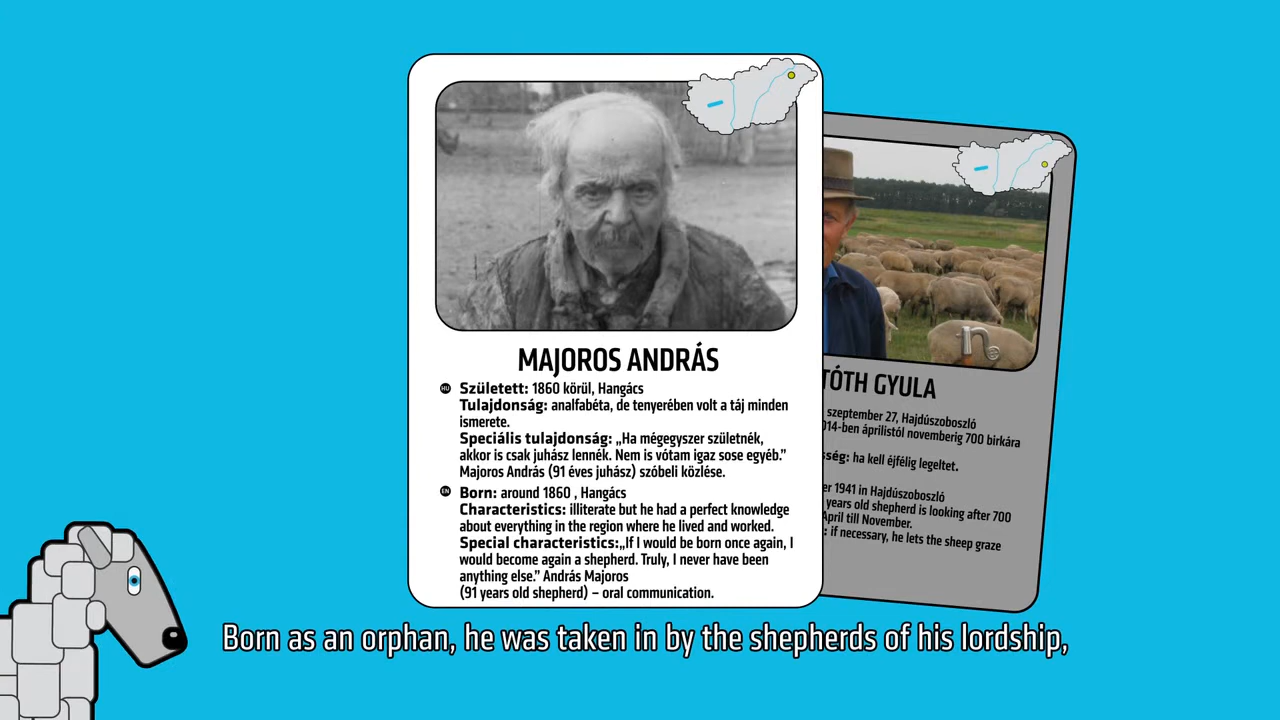 MAJOROS ANDRÁS
HU
Született: 1860 körül, Hangács
Tulajdonság: analfabéta, de tenyerében volt a táj minden
ismerete.
Speciális tulajdonság: „Ha mégegyszer születnék,
akkor is csak juhász lennék. Nem is vótam igaz sose egyéb.”
Majoros András (91 éves juhász) szóbeli közlése.
EN
Born: around 1860 , Hangács
Characteristics: illiterate but he had a perfect knowledge
about everything in the region where he lived and worked.
Special characteristics:„If I would be born once again, I
would become again a shepherd. Truly, I never have been
anything else.” András Majoros
(91 years old shepherd) – oral communication.
TÓTH GYULA
szeptember 27, Hajdúszoboszló
014-ben áprilistól novemberig 700 birkára
sség: ha kell éjfélig legeltet.
er 1941 in Hajdúszoboszló
years old shepherd is looking after 700
April till November.
: if necessary, he lets the sheep graze
Born as an orphan, he was taken in by the shepherds of his lordship,